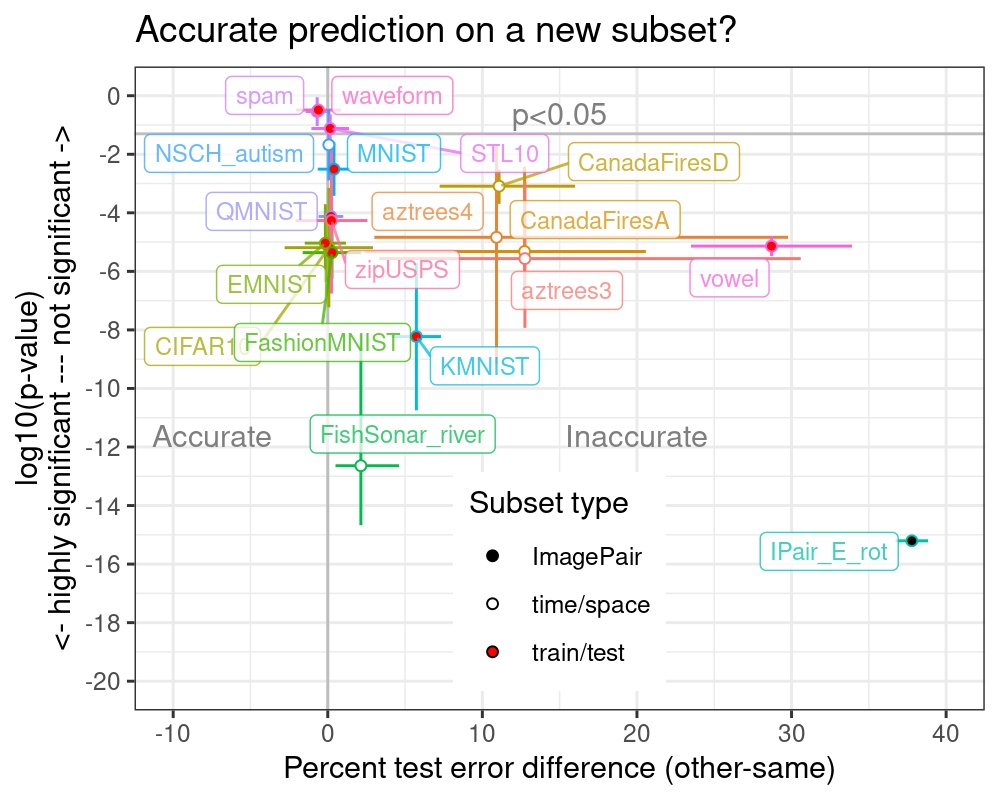 Accurate prediction on a new subset?
spam
waveform
p<0.05
NSCH_autism
MNIST
STL10
CanadaFiresD
QMNIST
aztrees4
CanadaFiresA
EMNIST
zipUSPS
aztrees3
vowel
CIFAR10
FashionMNIST
KMNIST
Accurate
FishSonar_river
Inaccurate
IPair_E_rot
Subset type
ImagePair
time/space
train/test
0
-2
-4
-6
-8
-10
-12
-14
-16
-18
-20
log10(p-value)
<- highly significant --- not significant ->
-10
0
10
20
30
40
Percent test error difference (other-same)